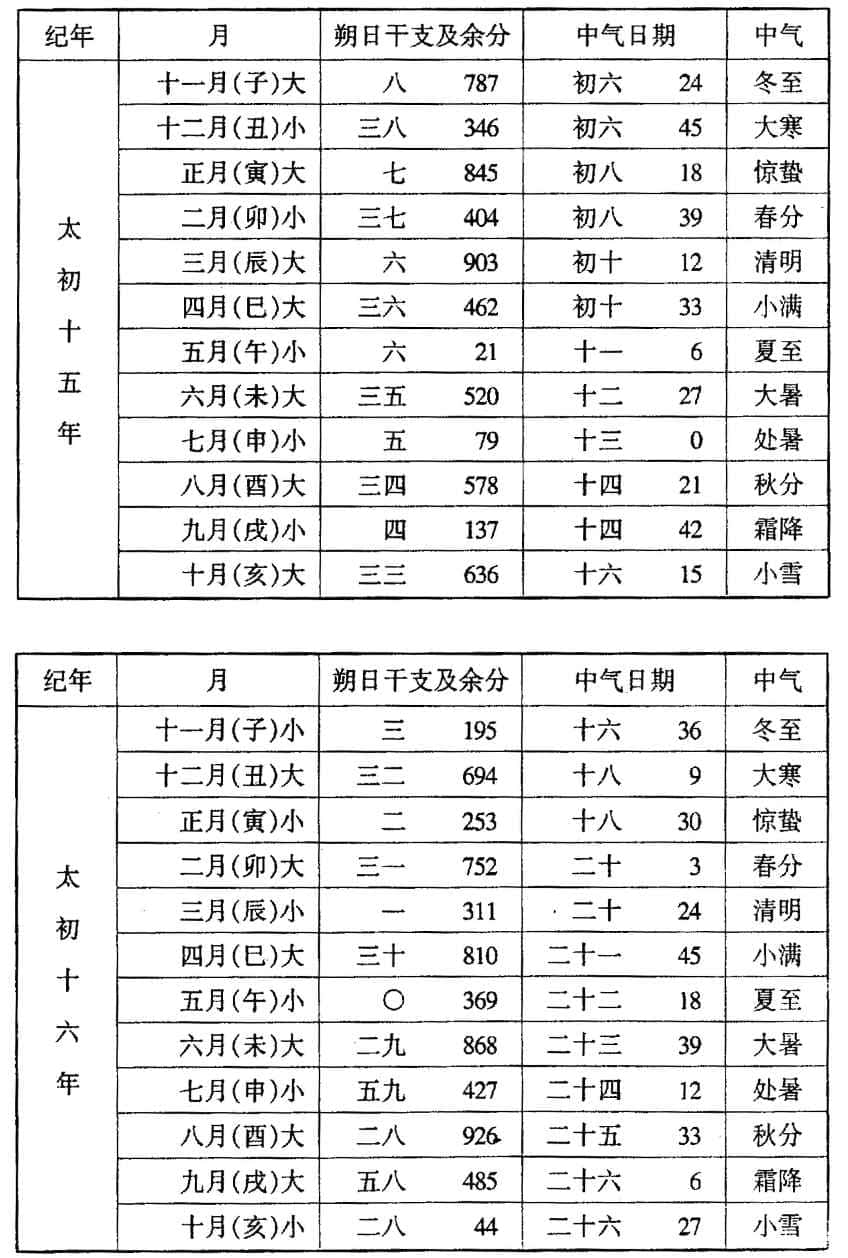 纪年 月 朔日干支及余分 中气日期 中气
太初十五年
十一月(子)大 八 787 初六 24 冬至
十二月(丑)小 三八 346 初六 45 大寒
正月(寅)大 七 845 初八 18 惊蛰
二月(卯)小 三七 404 初八 39 春分
三月(辰)大 六 903 初十 12 清明
四月(巳)大 三六 462 初十 33 小满
五月(午)小 六 21 十一 6 夏至
六月(未)大 三五 520 十二 27 大暑
七月(申)小 五 79 十三 0 处暑
八月(酉)大 三四 578 十四 21 秋分
九月(戌)小 四 137 十四 42 霜降
十月(亥)大 三三 636 十六 15 小雪
纪年 月 朔日干支及余分 中气日期 中气
太初十六年
十一月(子)小 三 195 十六 36 冬至
十二月(丑)大 三二 694 十八 9 大寒
正月(寅)小 二 253 十八 30 惊蛰
二月(卯)大 三一 752 二十 3 春分
三月(辰)小 一 311 二十 24 清明
四月(巳)大 三十 810 二十一 45 小满
五月(午)小 〇 369 二十二 18 夏至
六月(未)大 二九 868 二十三 39 大暑
七月(申)小 五九 427 二十四 12 处暑
八月(酉)大 二八 926 二十五 33 秋分
九月(戌)大 五八 485 二十六 6 霜降
十月(亥)小 二八 44 二十六 27 小雪